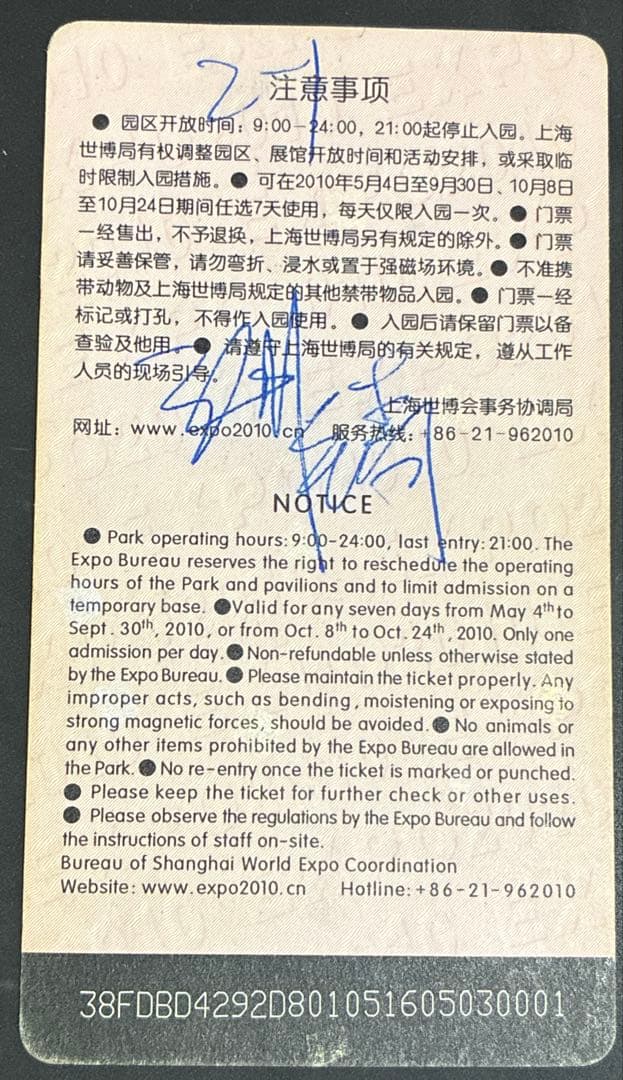 注意事项
● 园区开放时间：9:00－24:00，21:00起停止入园。上海
世博局有权调整园区、展馆开放时间和活动安排，或采取临
时限制入园措施。● 可在2010年5月4日至9月30日、10月8日
至10月24日期间任选7天使用，每天仅限入园一次。● 门票
一经售出，不予退换，上海世博局另有规定的除外。● 门票
请妥善保管，请勿弯折、浸水或置于强磁场环境。● 不准携
带动物及上海世博局规定的其他禁带物品入园。● 门票一经
标记或打孔，不得作入园使用。● 入园后请保留门票以备
查验及他用。● 请遵守上海世博局的有关规定，遵从工作
人员的现场引导。
上海世博会事务协调局
网址：www.expo2010.cn 服务热线：+86-21-962010
NOTICE
● Park operating hours: 9:00-24:00, last entry: 21:00. The
Expo Bureau reserves the right to reschedule the operating
hours of the Park and pavilions and to limit admission on a
temporary base. ●Valid for any seven days from May 4th to
Sept. 30th, 2010, or from Oct. 8th to Oct. 24th, 2010. Only one
admission per day. ● Non-refundable unless otherwise stated
by the Expo Bureau. ● Please maintain the ticket properly. Any
improper acts, such as bending, moistening or exposing to
strong magnetic forces, should be avoided. ● No animals or
any other items prohibited by the Expo Bureau are allowed in
the Park. ● No re-entry once the ticket is marked or punched.
● Please keep the ticket for further check or other uses.
● Please observe the regulations by the Expo Bureau and follow
the instructions of staff on-site.
Bureau of Shanghai World Expo Coordination
Website: www.expo2010.cn Hotline: +86-21-962010
38FDBD4292D801051605030001